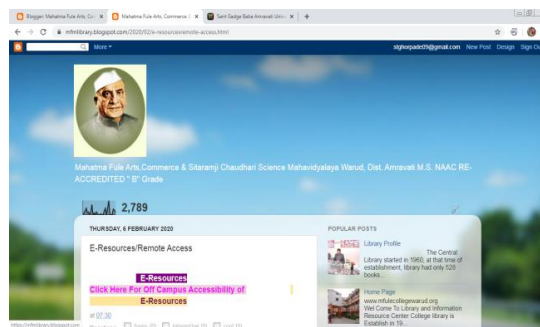 Blogger: Mahatma Fule Arts, Co
Mahatma Fule Arts, Commerce &
Sant Gadge Baba Amravati Univ
mfmlibrary.blogspot.com/2020/02/e-resourcesremote-access.html
More
stghorpade09@gmail.com New Post Design Sign Ou
Mahatma Fule Arts,Commerce & Sitaramji Chaudhari Science Mahavidyalaya Warud, Dist. Amravati M.S. NAAC RE-
ACCREDITED " B" Grade
2,789
THURSDAY, 6 FEBRUARY 2020
E-Resources/Remote Access
E-Resources
Click Here For Off Campus Accessibility of
E-Resources
at 07:30
POPULAR POSTS
Library Profile
The Central
Library started in 1960, at that time of
establishment, library had only 526
books
Home Page
www.mfulecollegewarud.org
Wel Come To Library and Information
Resource Center College library is
Establish in 19
https://mfmlibrary.blogspot.com